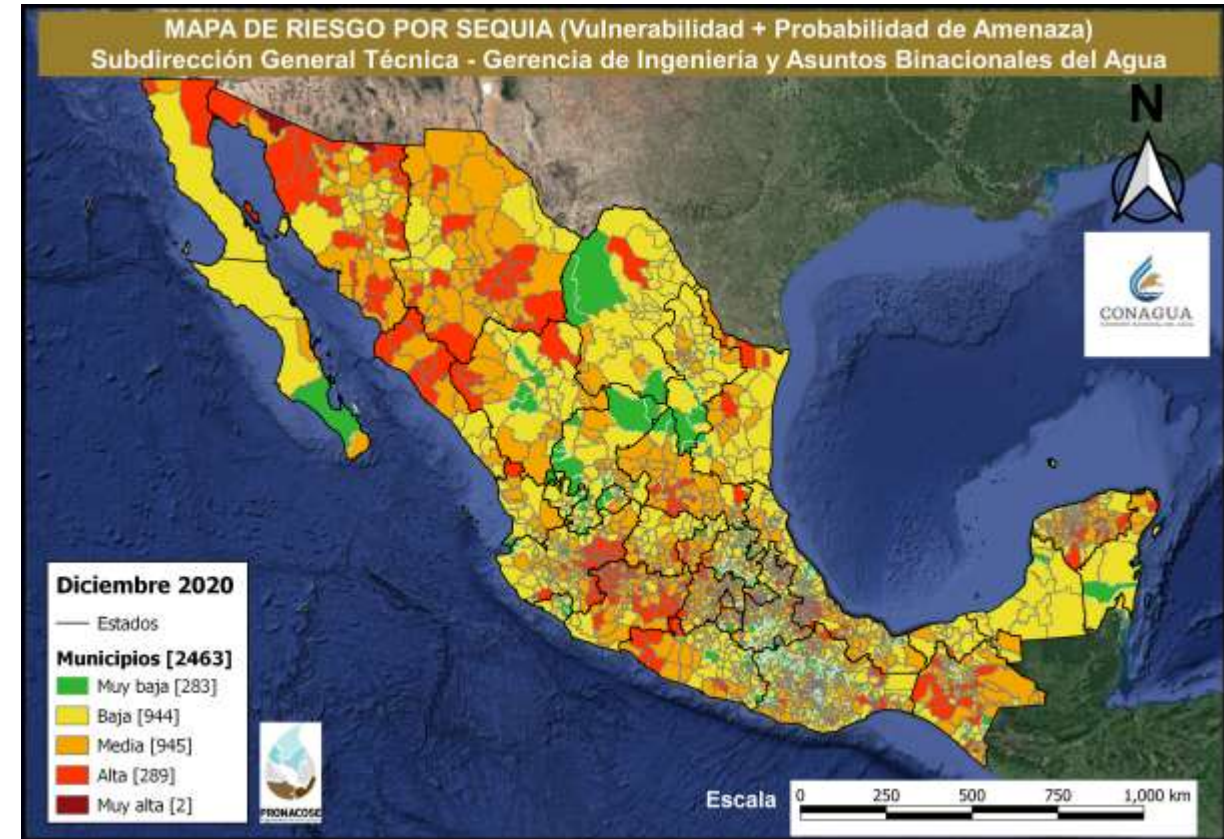 MAPA DE RIESGO POR SEQUIA (Vulnerabilidad + Probabilidad de Amenaza)
Subdirección General Técnica - Gerencia de Ingeniería y Asuntos Binacionales del Agua
N
CONAGUA
Diciembre 2020
Estados
Municipios [2463]
Muy baja [283]
Baja [944]
Media [945]
Alta [289]
Muy alta [2]
PRONACOSE
Escala 0 250 500 750 1,000 km